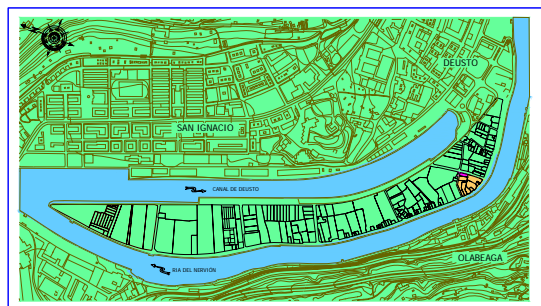 DEUSTO
SAN IGNACIO
CANAL DE DEUSTO
OLABEAGA
RIA DEL NERVIÓN